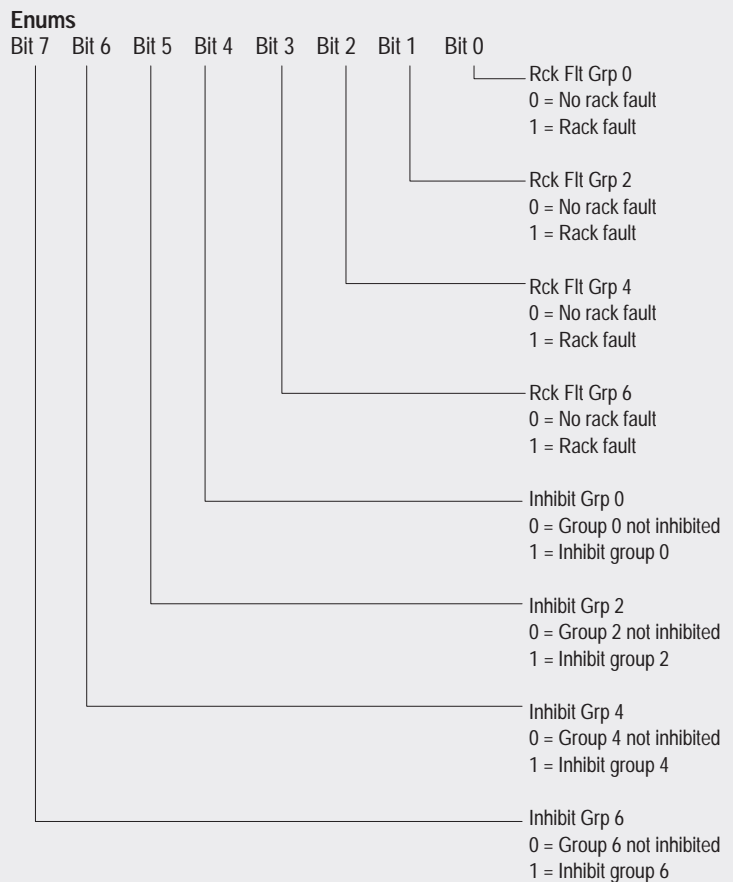 Enums
Bit 7 Bit 6 Bit 5 Bit 4 Bit 3 Bit 2 Bit 1 Bit 0
Rck Flt Grp 0
0 = No rack fault
1 = Rack fault
Rck Flt Grp 2
0 = No rack fault
1 = Rack fault
Rck Flt Grp 4
0 = No rack fault
1 = Rack fault
Rck Flt Grp 6
0 = No rack fault
1 = Rack fault
Inhibit Grp 0
0 = Group 0 not inhibited
1 = Inhibit group 0
Inhibit Grp 2
0 = Group 2 not inhibited
1 = Inhibit group 2
Inhibit Grp 4
0 = Group 4 not inhibited
1 = Inhibit group 4
Inhibit Grp 6
0 = Group 6 not inhibited
1 = Inhibit group 6